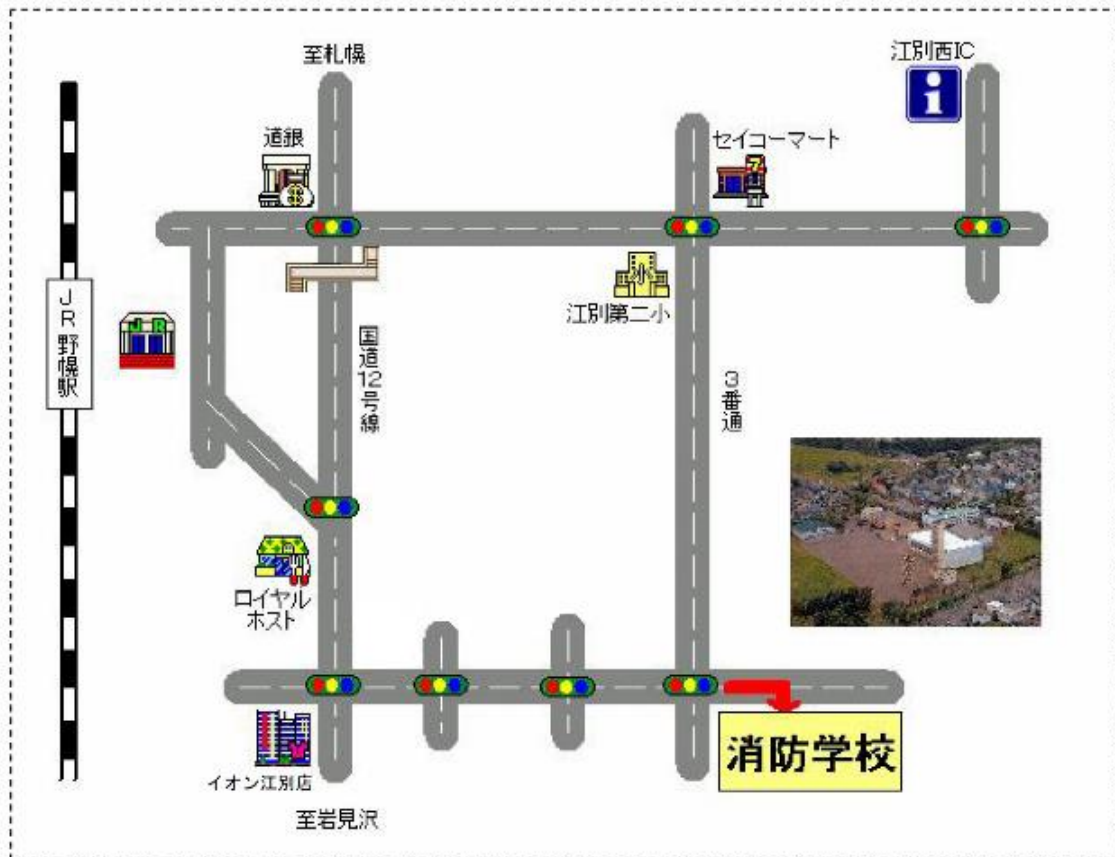 至札幌
江別西IC
道銀
セイコーマート
7
小
江別第二小
JR野幌駅
JR
国道12号線
3番通
ロイヤル
ホスト
消防学校
イオン江別店
至岩見沢